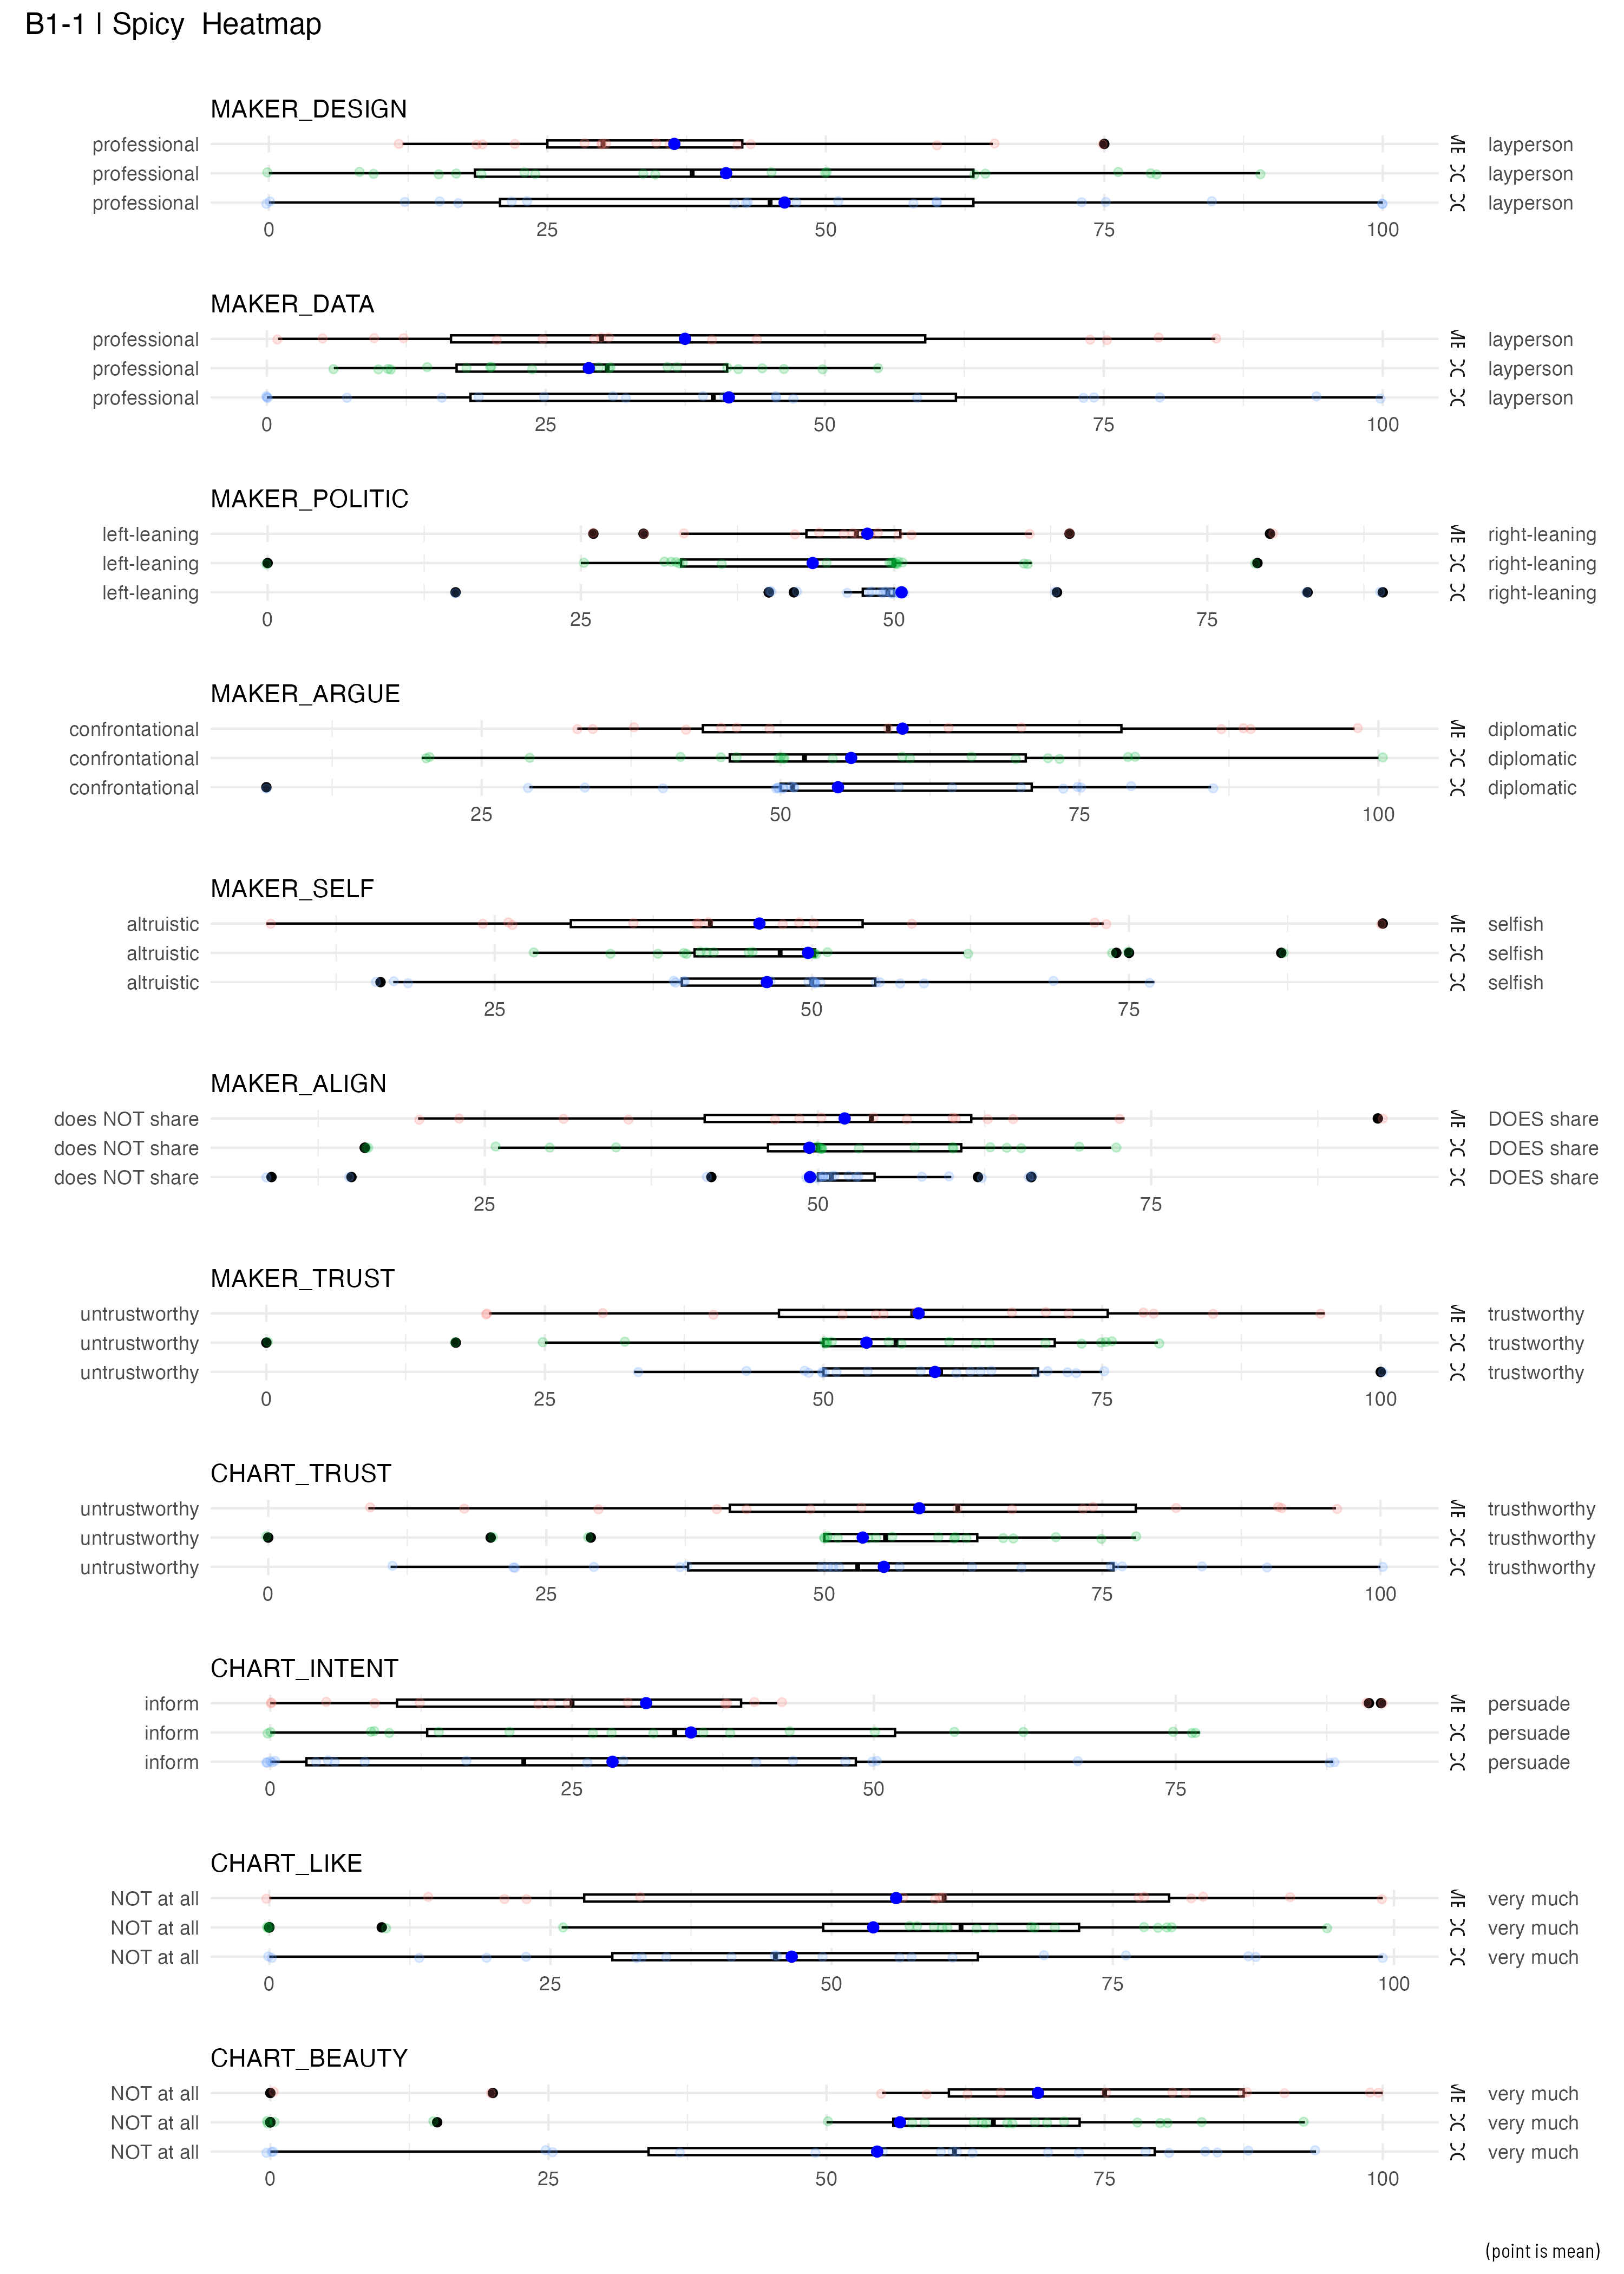 B1-1 | Spicy  Heatmap
MAKER_DESIGN
professional layperson
professional layperson
professional layperson
0 25 50 75 100
MAKER_DATA
professional layperson
professional layperson
professional layperson
0 25 50 75 100
MAKER_POLITIC
left-leaning right-leaning
left-leaning right-leaning
left-leaning right-leaning
0 25 50 75
MAKER_ARGUE
confrontational diplomatic
confrontational diplomatic
confrontational diplomatic
25 50 75 100
MAKER_SELF
altruistic selfish
altruistic selfish
altruistic selfish
25 50 75
MAKER_ALIGN
does NOT share DOES share
does NOT share DOES share
does NOT share DOES share
25 50 75
MAKER_TRUST
untrustworthy trustworthy
untrustworthy trustworthy
untrustworthy trustworthy
0 25 50 75 100
CHART_TRUST
untrustworthy trusthworthy
untrustworthy trusthworthy
untrustworthy trusthworthy
0 25 50 75 100
CHART_INTENT
inform persuade
inform persuade
inform persuade
0 25 50 75
CHART_LIKE
NOT at all very much
NOT at all very much
NOT at all very much
0 25 50 75 100
CHART_BEAUTY
NOT at all very much
NOT at all very much
NOT at all very much
0 25 50 75 100
(point is mean)